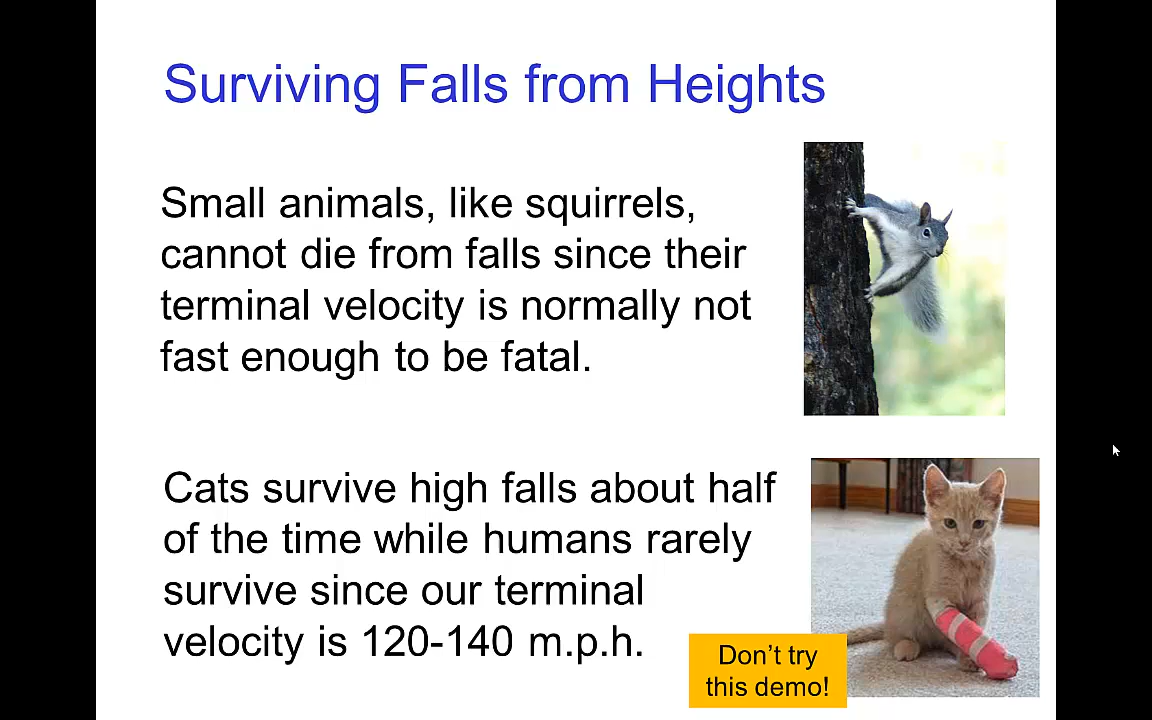 Surviving Falls from Heights
Small animals, like squirrels,
cannot die from falls since their
terminal velocity is normally not
fast enough to be fatal.
Cats survive high falls about half
of the time while humans rarely
survive since our terminal
velocity is 120-140 m.p.h.
Don't try
this demo!